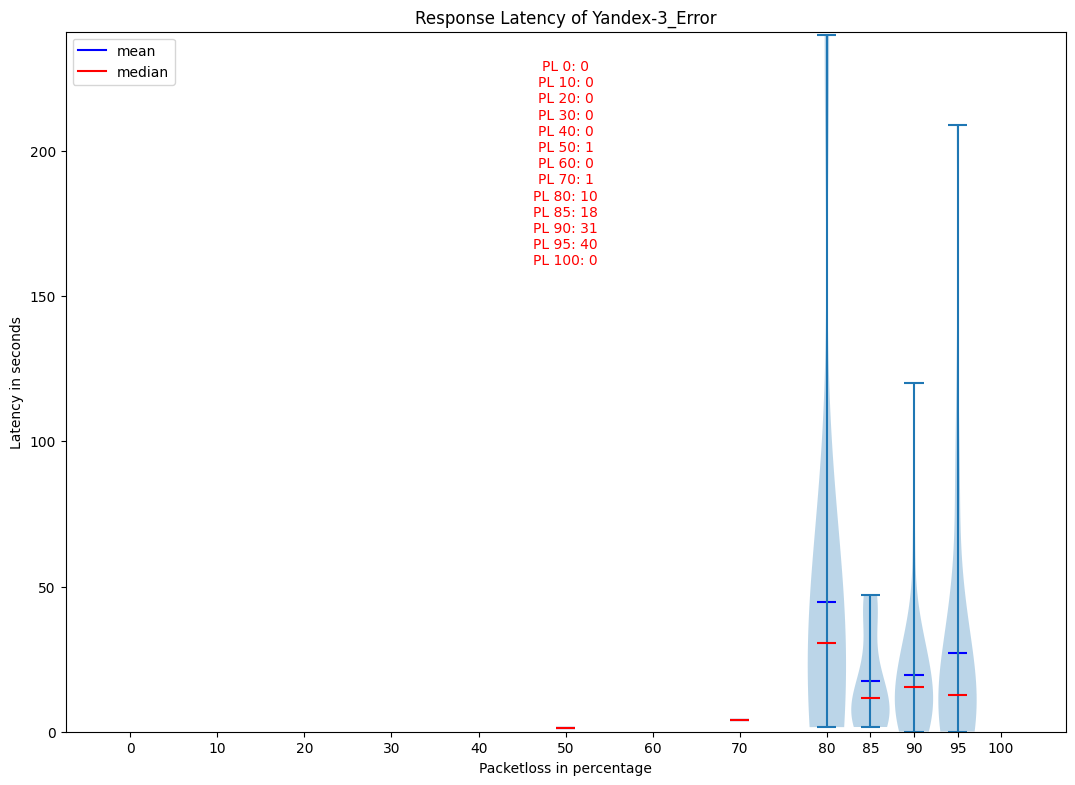 Response Latency of Yandex-3_Error
mean
median
PL 0: 0
PL 10: 0
PL 20: 0
PL 30: 0
PL 40: 0
PL 50: 1
PL 60: 0
PL 70: 1
PL 80: 10
PL 85: 18
PL 90: 31
PL 95: 40
PL 100: 0
Latency in seconds
200
150
100
50
0
0 10 20 30 40 50 60 70 80 85 90 95 100
Packetloss in percentage